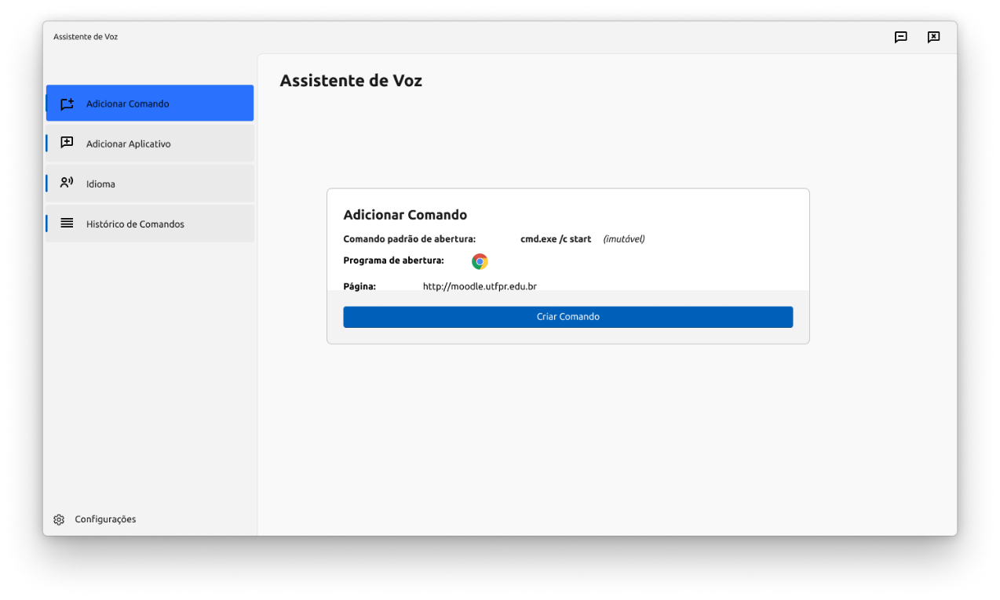 Assistente de Voz
Assistente de Voz
Adicionar Comando
Adicionar Aplicativo
Idioma
Histórico de Comandos
Configurações
Adicionar Comando
Comando padrão de abertura: cmd.exe /c start (imutável)
Programa de abertura:
Página: http://moodle.utfpr.edu.br
Criar Comando